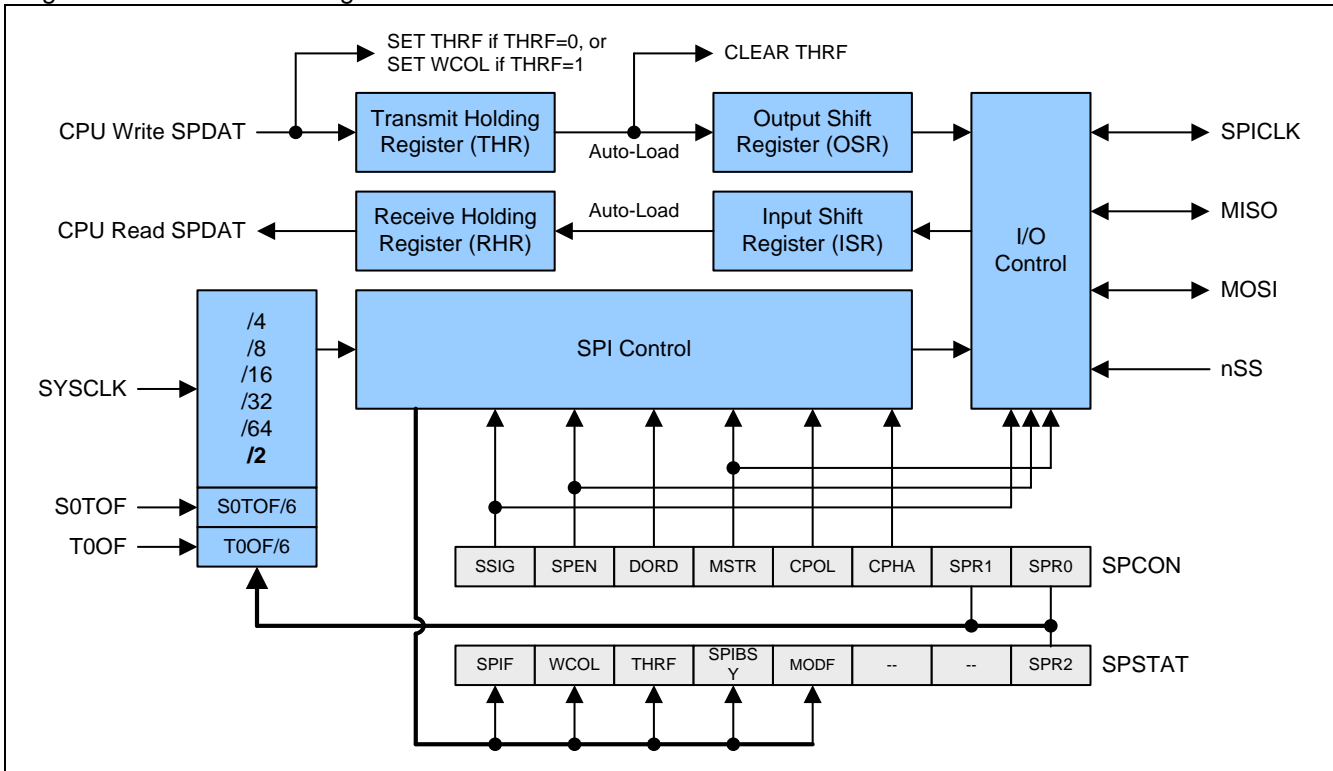 SET THRF if THRF=0, or
SET WCOL if THRF=1
CLEAR THRF
CPU Write SPDAT
Transmit Holding
Register (THR)
Auto-Load
Output Shift
Register (OSR)
SPICLK
CPU Read SPDAT
Receive Holding
Register (RHR)
Auto-Load
Input Shift
Register (ISR)
I/O
Control
MISO
MOSI
nSS
SYSCLK
/4
/8
/16
/32
/64
/2
SPI Control
S0TOF
S0TOF/6
T0OF
T0OF/6
SSIG SPEN DORD MSTR CPOL CPHA SPR1 SPR0 SPCON
SPIF WCOL THRF SPIBS
Y MODF -- -- SPR2 SPSTAT